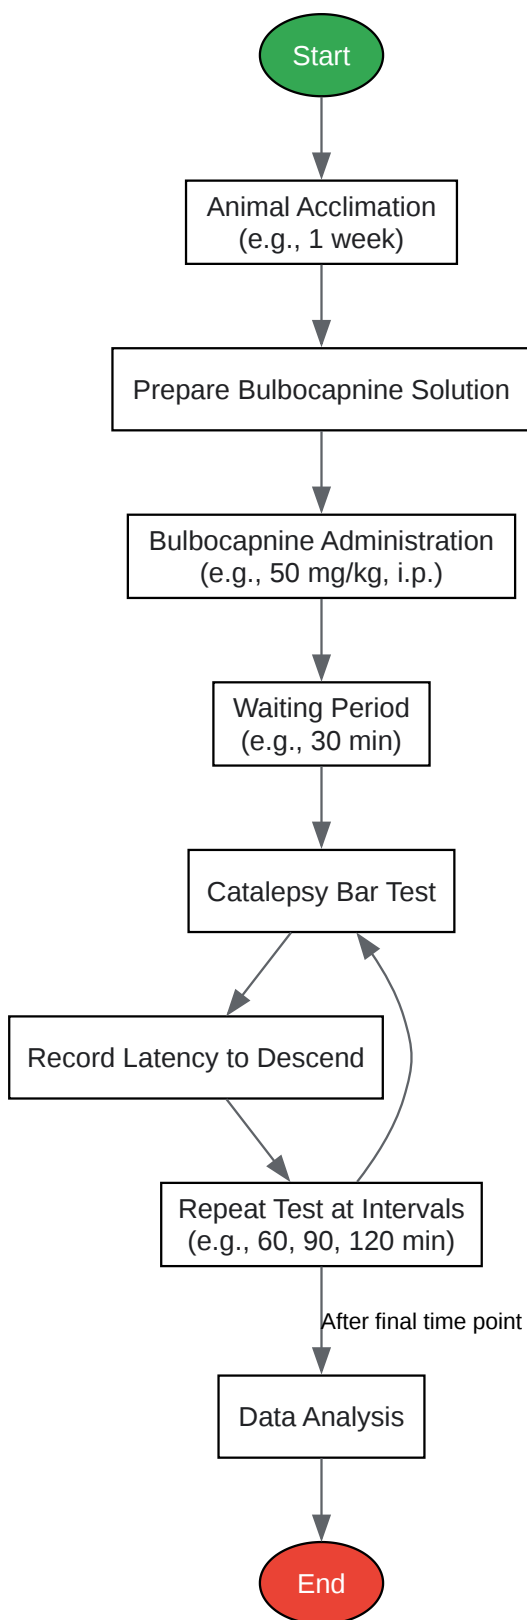 Start
Animal Acclimation
(e.g., 1 week)
Prepare Bulbocapnine Solution
Bulbocapnine Administration
(e.g., 50 mg/kg, i.p.)
Waiting Period
(e.g., 30 min)
Catalepsy Bar Test
Record Latency to Descend
Repeat Test at Intervals
(e.g., 60, 90, 120 min)
After final time point
Data Analysis
End